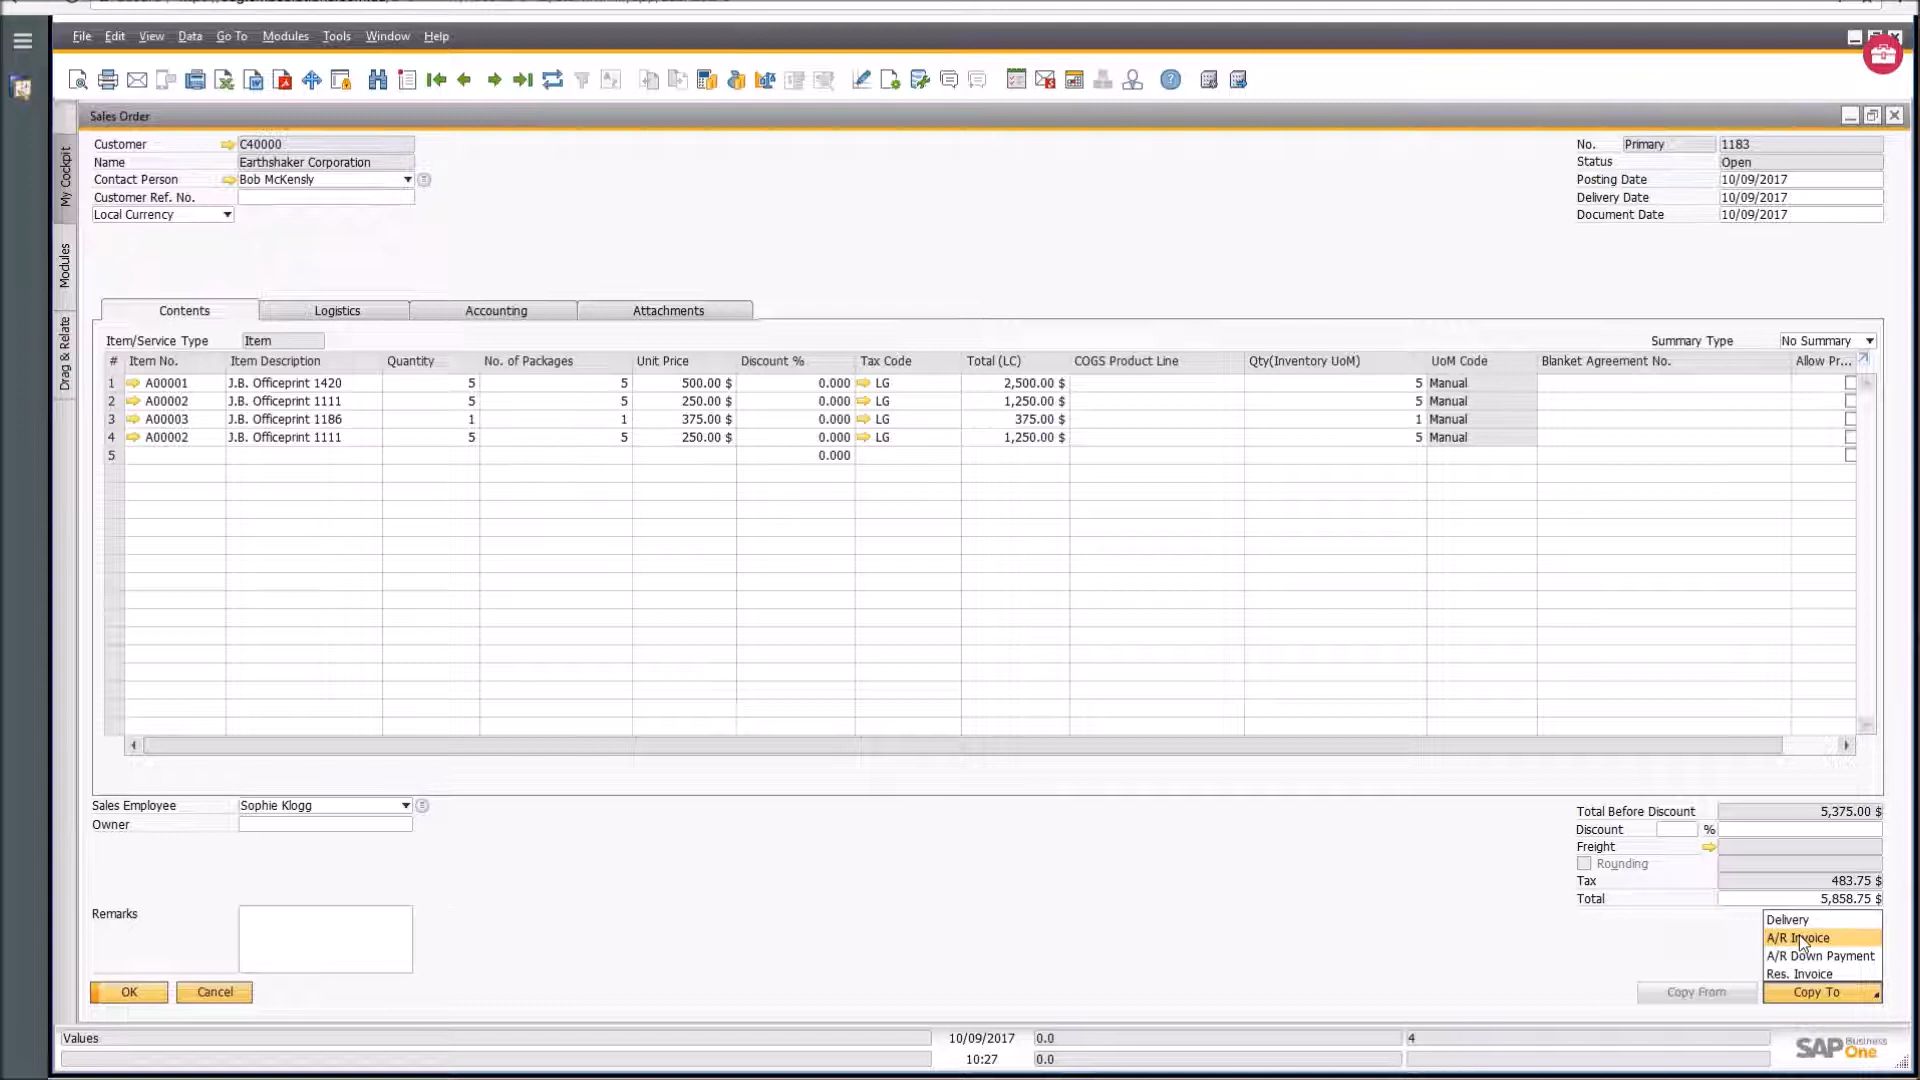 File Edit View Data Go To Modules Tools Window Help
Sales Order
My Cockpit
Modules
Drag & Relate
Customer C40000
Name Earthshaker Corporation
Contact Person Bob McKensly
Customer Ref. No.
Local Currency
No. Primary 1183
Status Open
Posting Date 10/09/2017
Delivery Date 10/09/2017
Document Date 10/09/2017
Contents Logistics Accounting Attachments
Item/Service Type Item Summary Type No Summary
# Item No. Item Description Quantity No. of Packages Unit Price Discount % Tax Code Total (LC) COGS Product Line Qty(Inventory UoM) UoM Code Blanket Agreement No. Allow Pr...
1 A00001 J.B. Officeprint 1420 5 5 500.00 $ 0.000 LG 2,500.00 $ 5 Manual
2 A00002 J.B. Officeprint 1111 5 5 250.00 $ 0.000 LG 1,250.00 $ 5 Manual
3 A00003 J.B. Officeprint 1186 1 1 375.00 $ 0.000 LG 375.00 $ 1 Manual
4 A00002 J.B. Officeprint 1111 5 5 250.00 $ 0.000 LG 1,250.00 $ 5 Manual
5 0.000
Sales Employee Sophie Klogg
Owner
Remarks
Total Before Discount 5,375.00 $
Discount %
Freight
Rounding
Tax 483.75 $
Total 5,858.75 $
Delivery
A/R Invoice
A/R Down Payment
Res. Invoice
OK Cancel Copy From Copy To
Values 10/09/2017 0.0 4
10:27 0.0
SAP Business One